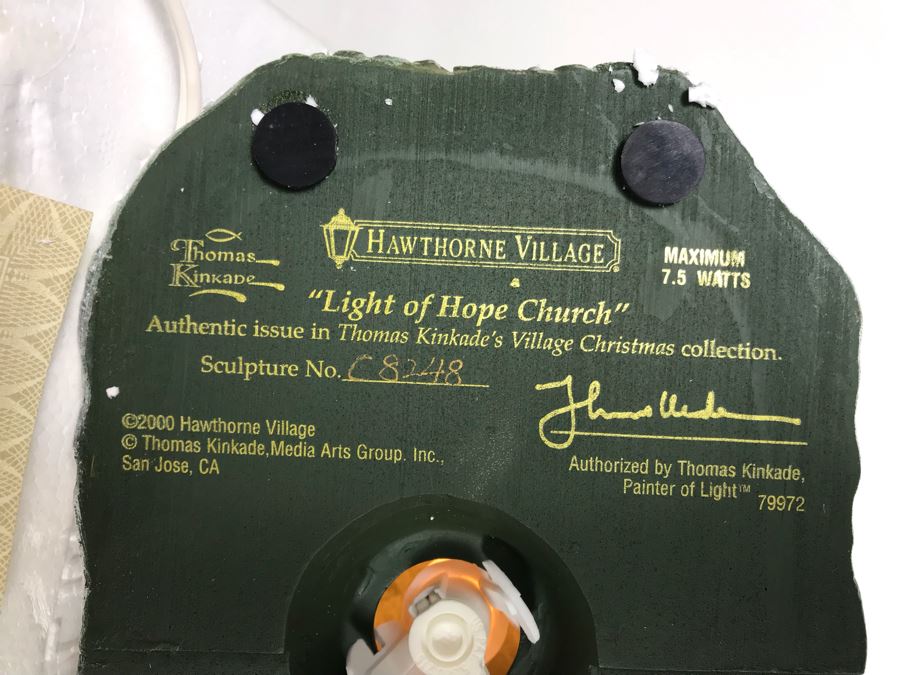 Thomas
Kinkade
HAWTHORNE VILLAGE
MAXIMUM
7.5 WATTS
"Light of Hope Church"
Authentic issue in Thomas Kinkade's Village Christmas collection.
Sculpture No. C8248
©2000 Hawthorne Village
© Thomas Kinkade,Media Arts Group. Inc.,
San Jose, CA
Authorized by Thomas Kinkade,
Painter of Light™
79972